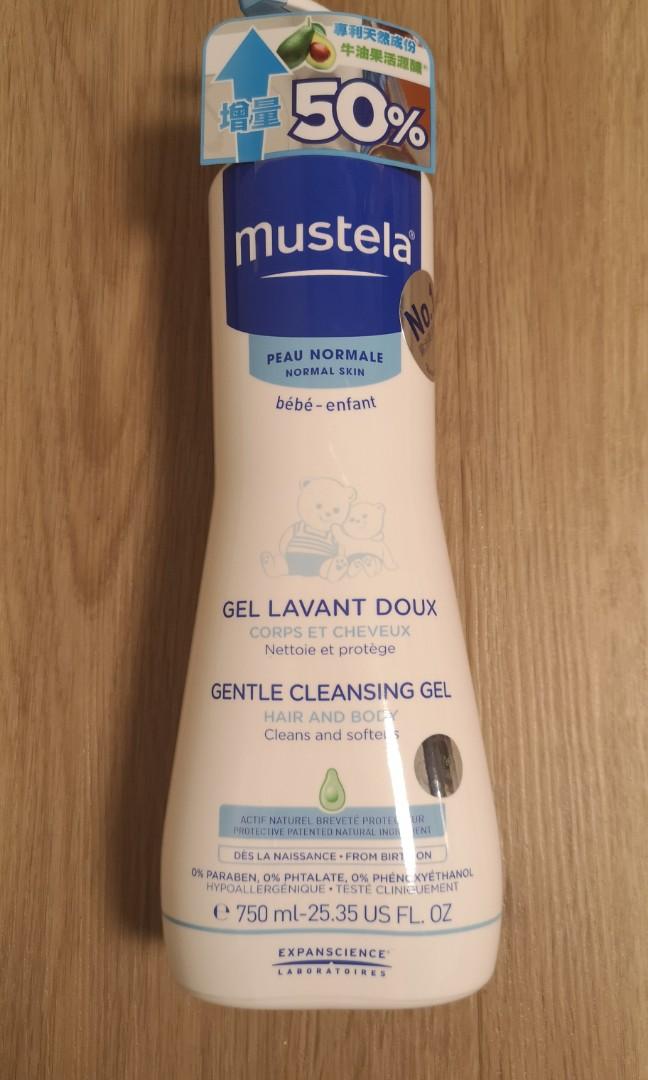 專利天然成份
牛油果活源醣*
增量
50%
mustela®
No.1
PEAU NORMALE
NORMAL SKIN
bébé-enfant
GEL LAVANT DOUX
CORPS ET CHEVEUX
Nettoie et protège
GENTLE CLEANSING GEL
HAIR AND BODY
Cleans and softens
ACTIF NATUREL BREVETÉ PROTECTEUR
PROTECTIVE PATENTED NATURAL INGREDIENT
DÈS LA NAISSANCE • FROM BIRTH ON
0% PARABEN, 0% PHTALATE, 0% PHÉNOXYÉTHANOL
HYPOALLERGÉNIQUE • TESTÉ CLINIQUEMENT
℮ 750 ml-25.35 US FL. OZ
EXPANSCIENCE®
LABORATOIRES